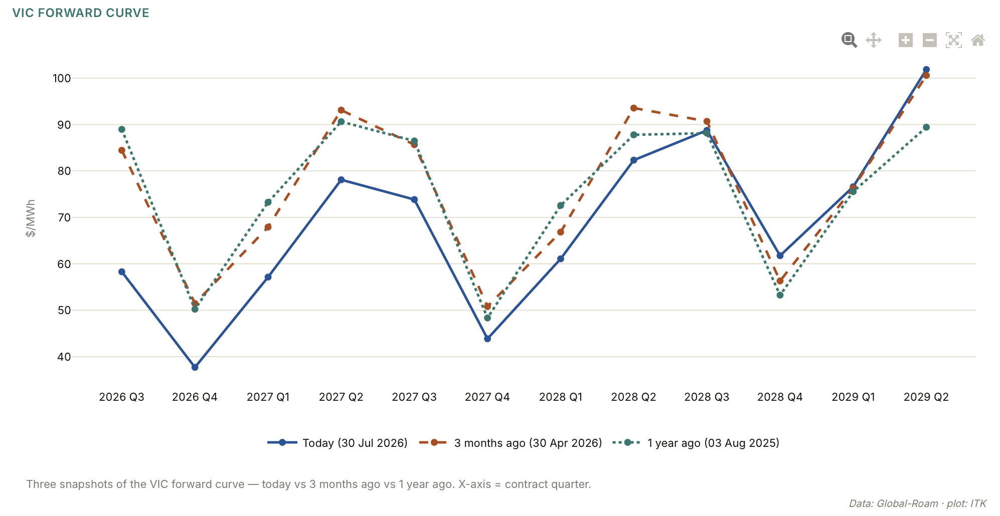 VIC FORWARD CURVE
100
90
80
70
60
50
40
$/MWh
2026 Q3 2026 Q4 2027 Q1 2027 Q2 2027 Q3 2027 Q4 2028 Q1 2028 Q2 2028 Q3 2028 Q4 2029 Q1 2029 Q2
Today (30 Jul 2026) 3 months ago (30 Apr 2026) 1 year ago (03 Aug 2025)
Three snapshots of the VIC forward curve — today vs 3 months ago vs 1 year ago. X-axis = contract quarter.
Data: Global-Roam · plot: ITK